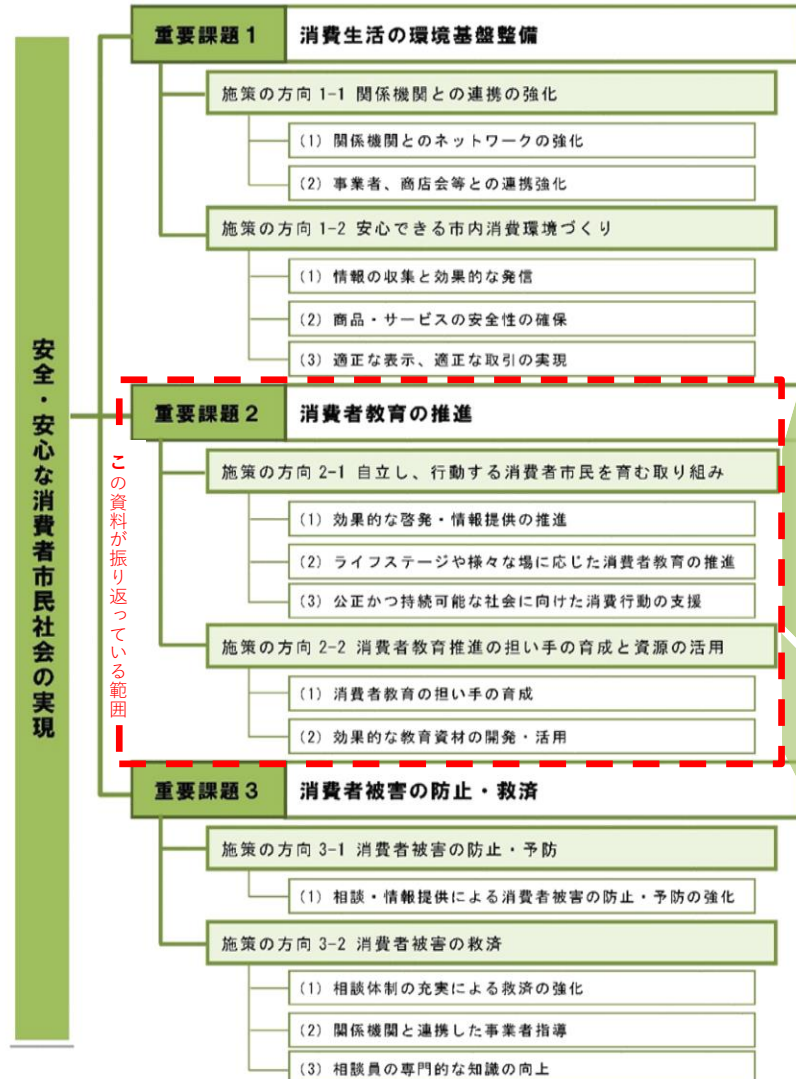 安全・安心な消費者市民社会の実現
重要課題1 消費生活の環境基盤整備
施策の方向 1-1 関係機関との連携の強化
(1) 関係機関とのネットワークの強化
(2) 事業者、商店会等との連携強化
施策の方向 1-2 安心できる市内消費環境づくり
(1) 情報の収集と効果的な発信
(2) 商品・サービスの安全性の確保
(3) 適正な表示、適正な取引の実現
重要課題2 消費者教育の推進
この資料が振り返っている範囲
施策の方向 2-1 自立し、行動する消費者市民を育む取り組み
(1) 効果的な啓発・情報提供の推進
(2) ライフステージや様々な場に応じた消費者教育の推進
(3) 公正かつ持続可能な社会に向けた消費行動の支援
施策の方向 2-2 消費者教育推進の担い手の育成と資源の活用
(1) 消費者教育の担い手の育成
(2) 効果的な教育資材の開発・活用
重要課題3 消費者被害の防止・救済
施策の方向 3-1 消費者被害の防止・予防
(1) 相談・情報提供による消費者被害の防止・予防の強化
施策の方向 3-2 消費者被害の救済
(1) 相談体制の充実による救済の強化
(2) 関係機関と連携した事業者指導
(3) 相談員の専門的な知識の向上